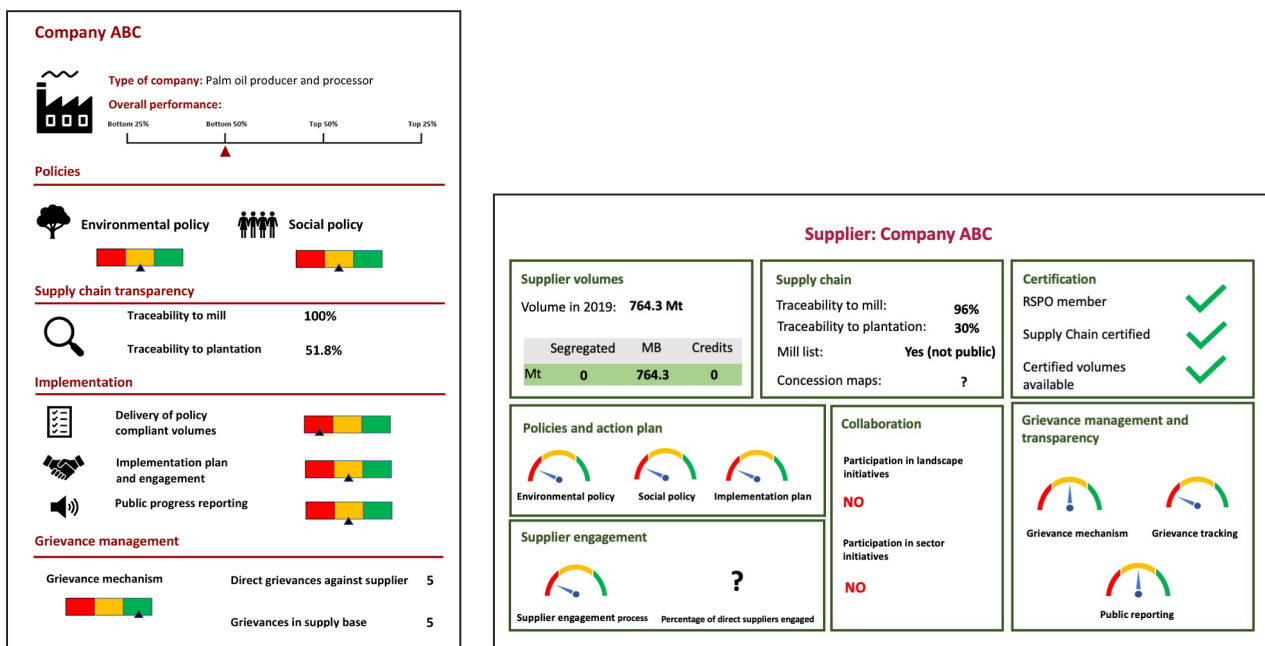 Company ABC
Type of company: Palm oil producer and processor
Overall performance:
Bottom 25% Bottom 50% Top 50% Top 25%
Policies
Environmental policy Social policy
Supply chain transparency
Traceability to mill 100%
Traceability to plantation 51.8%
Implementation
Delivery of policy
compliant volumes
Implementation plan
and engagement
Public progress reporting
Grievance management
Grievance mechanism Direct grievances against supplier 5
Grievances in supply base 5
Supplier: Company ABC
Supplier volumes
Volume in 2019: 764.3 Mt
Segregated MB Credits
Mt 0 764.3 0
Supply chain
Traceability to mill: 96%
Traceability to plantation: 30%
Mill list: Yes (not public)
Concession maps: ?
Certification
RSPO member
Supply Chain certified
Certified volumes
available
Policies and action plan
Environmental policy Social policy Implementation plan
Supplier engagement
?
Supplier engagement process Percentage of direct suppliers engaged
Collaboration
Participation in landscape
initiatives
NO
Participation in sector
initiatives
NO
Grievance management and
transparency
Grievance mechanism Grievance tracking
Public reporting